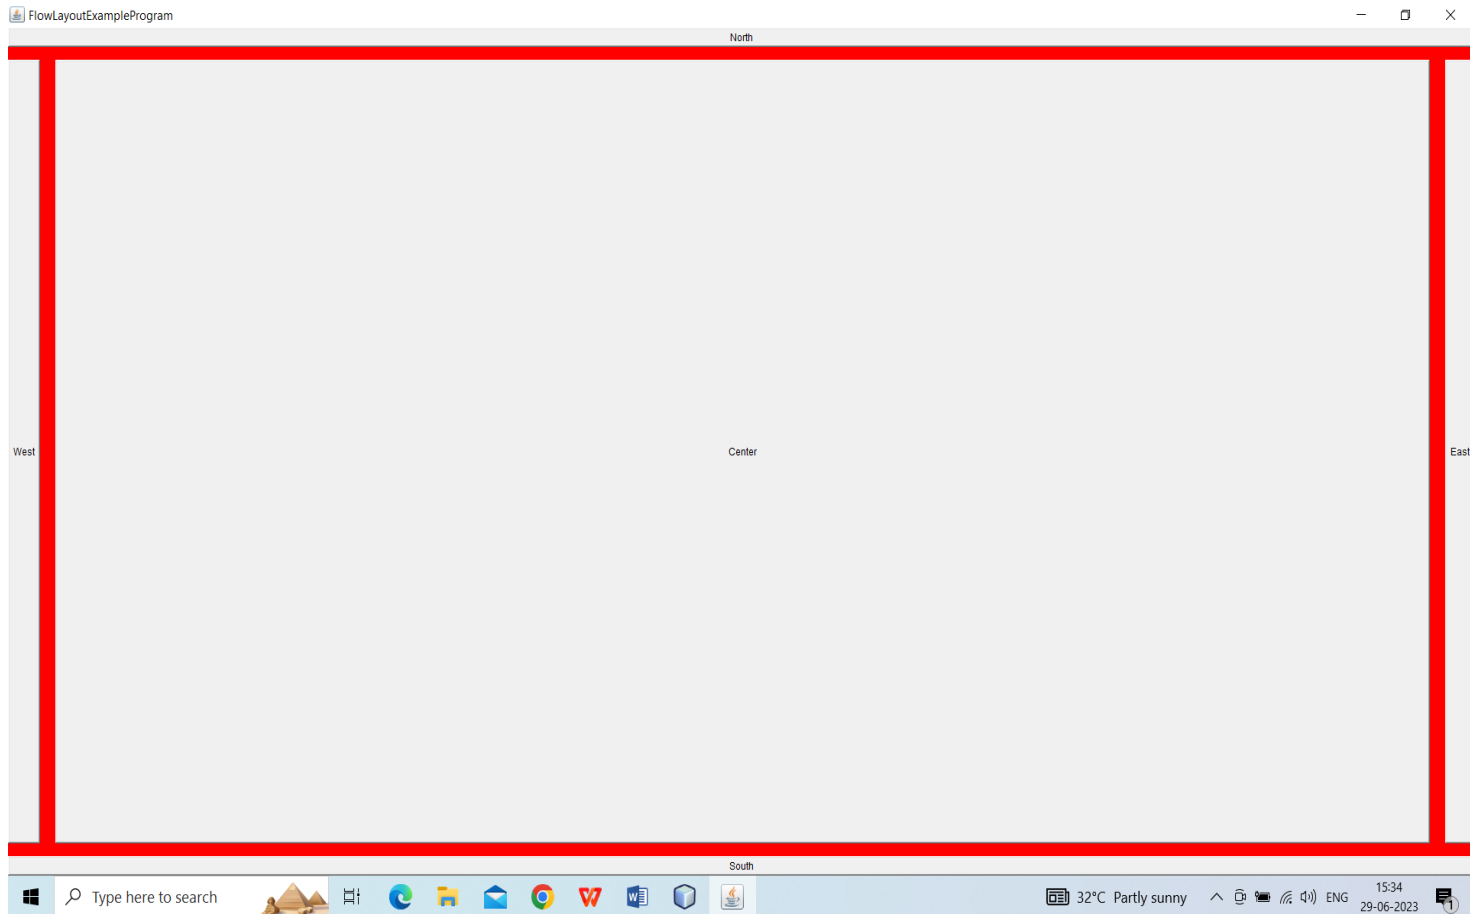 FlowLayoutExampleProgram
North
West
Center
East
South
Type here to search
32°C Partly sunny
ENG
15:34
29-06-2023
1